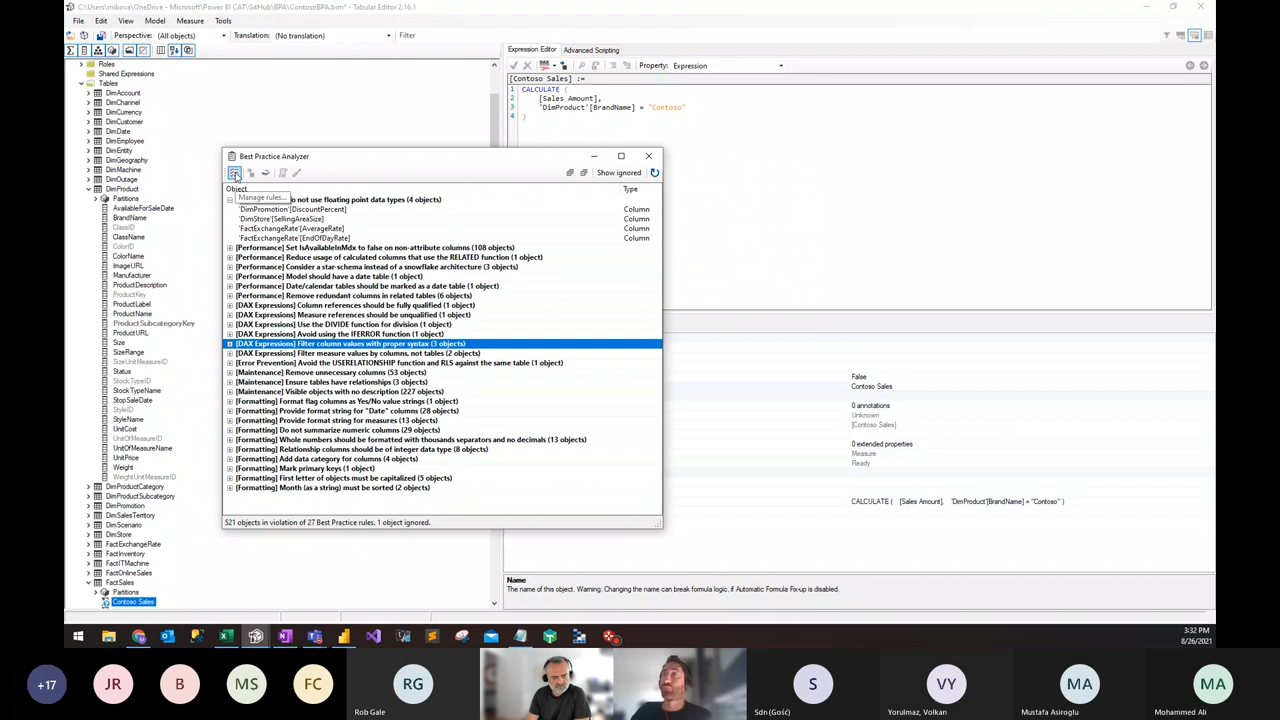 C:\Users\mikova\OneDrive - Microsoft\Power BI CAT\GitHub\BPA\ContosoBPA.bim* - Tabular Editor 2.16.1
File Edit View Model Measure Tools
Perspective: (All objects) Translation: (No translation) Filter
Expression Editor Advanced Scripting
Property: Expression
[Contoso Sales] :=
1 CALCULATE (
2 [Sales Amount],
3 'DimProduct'[BrandName] = "Contoso"
4 )
Roles
Shared Expressions
Tables
DimAccount
DimChannel
DimCurrency
DimCustomer
DimDate
DimEmployee
DimEntity
DimGeography
DimMachine
DimOutage
DimProduct
Partitions
AvailableForSaleDate
BrandName
ClassID
ClassName
ColorID
ColorName
ImageURL
Manufacturer
ProductDescription
ProductKey
ProductLabel
ProductName
ProductSubcategoryKey
ProductURL
Size
SizeRange
SizeUnitMeasureID
Status
StockTypeID
StockTypeName
StopSaleDate
StyleID
StyleName
UnitCost
UnitOfMeasureID
UnitOfMeasureName
UnitPrice
Weight
WeightUnitMeasureID
DimProductCategory
DimProductSubcategory
DimPromotion
DimSalesTerritory
DimScenario
DimStore
FactExchangeRate
FactInventory
FactITMachine
FactOnlineSales
FactSales
Partitions
Contoso Sales
Best Practice Analyzer
Show ignored
Object Type
Manage rules...
o not use floating point data types (4 objects)
'DimPromotion'[DiscountPercent] Column
'DimStore'[SellingAreaSize] Column
'FactExchangeRate'[AverageRate] Column
'FactExchangeRate'[EndOfDayRate] Column
[Performance] Set IsAvailableInMdx to false on non-attribute columns (108 objects)
[Performance] Reduce usage of calculated columns that use the RELATED function (1 object)
[Performance] Consider a star-schema instead of a snowflake architecture (3 objects)
[Performance] Model should have a date table (1 object)
[Performance] Date/calendar tables should be marked as a date table (1 object)
[Performance] Remove redundant columns in related tables (6 objects)
[DAX Expressions] Column references should be fully qualified (1 object)
[DAX Expressions] Measure references should be unqualified (1 object)
[DAX Expressions] Use the DIVIDE function for division (1 object)
[DAX Expressions] Avoid using the IFERROR function (1 object)
[DAX Expressions] Filter column values with proper syntax (3 objects)
[DAX Expressions] Filter measure values by columns, not tables (2 objects)
[Error Prevention] Avoid the USERELATIONSHIP function and RLS against the same table (1 object)
[Maintenance] Remove unnecessary columns (53 objects)
[Maintenance] Ensure tables have relationships (3 objects)
[Maintenance] Visible objects with no description (227 objects)
[Formatting] Format flag columns as Yes/No value strings (1 object)
[Formatting] Provide format string for "Date" columns (28 objects)
[Formatting] Provide format string for measures (13 objects)
[Formatting] Do not summarize numeric columns (29 objects)
[Formatting] Whole numbers should be formatted with thousands separators and no decimals (13 objects)
[Formatting] Relationship columns should be of integer data type (8 objects)
[Formatting] Add data category for columns (4 objects)
[Formatting] Mark primary keys (1 object)
[Formatting] First letter of objects must be capitalized (5 objects)
[Formatting] Month (as a string) must be sorted (2 objects)
521 objects in violation of 27 Best Practice rules. 1 object ignored.
False
Contoso Sales
0 annotations
Unknown
[Contoso Sales]
0 extended properties
Measure
Ready
CALCULATE ( [Sales Amount], 'DimProduct'[BrandName] = "Contoso" )
Name
The name of this object. Warning: Changing the name can break formula logic, if Automatic Formula Fix-up is disabled.
3:32 PM
8/26/2021
+17 JR B MS FC RG S VY MA MA
Rob Gale Sdn (Gość) Yorulmaz, Volkan Mustafa Asiroglu Mohammed Ali